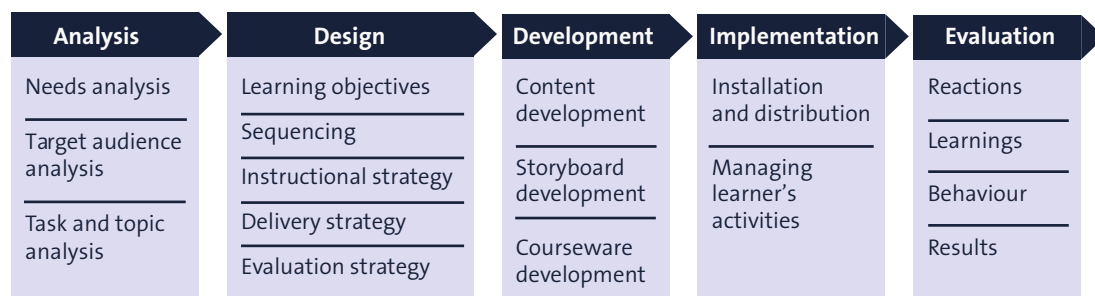 Analysis
Needs analysis
Target audience
analysis
Task and topic
analysis
Design
Learning objectives
Sequencing
Instructional strategy
Delivery strategy
Evaluation strategy
Development
Content
development
Storyboard
development
Courseware
development
Implementation
Installation
and distribution
Managing
learner's
activities
Evaluation
Reactions
Learnings
Behaviour
Results